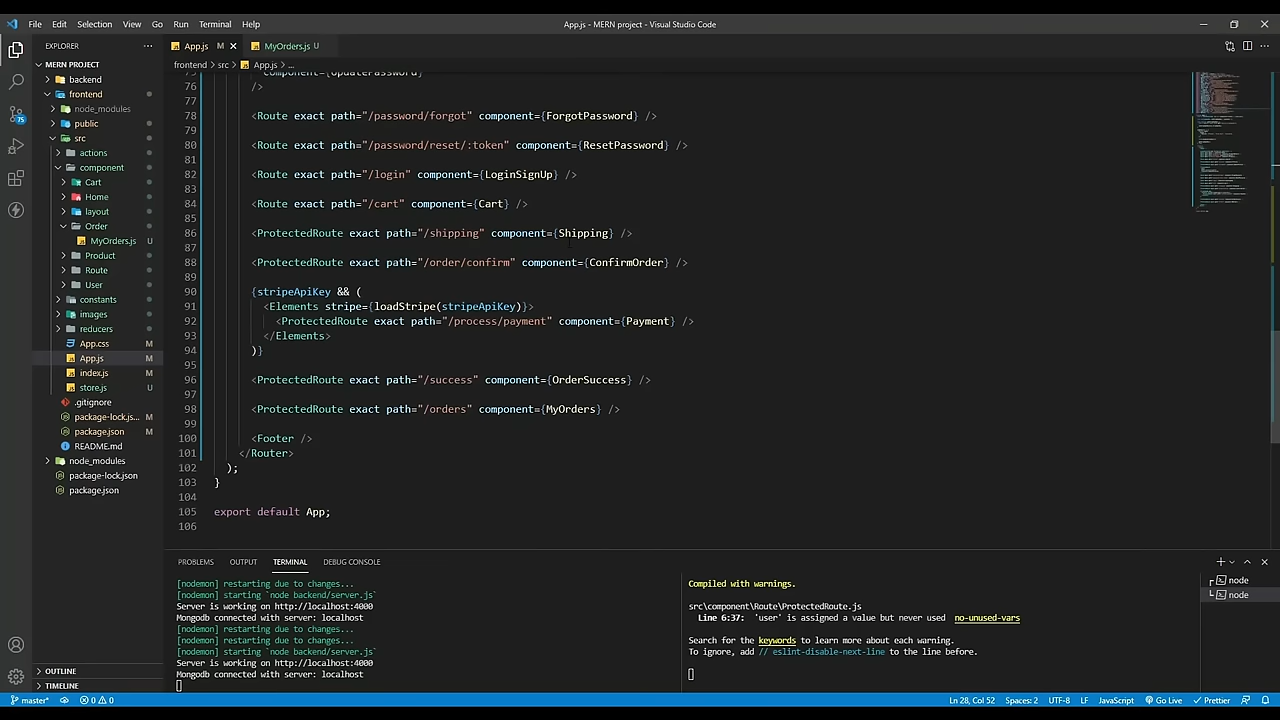 File Edit Selection View Go Run Terminal Help App.js - MERN project - Visual Studio Code
EXPLORER
MERN PROJECT
backend
frontend
node_modules
public
src
actions
component
Cart
Home
layout
Order
MyOrders.js U
Product
Route
User
constants
images
reducers
App.css M
App.js M
index.js M
store.js U
.gitignore
package-lock.js... M
package.json M
README.md
node_modules
package-lock.json
package.json
OUTLINE
TIMELINE
75
App.js M MyOrders.js U
frontend > src > App.js > ...
75 component={UpdatePassword}
76 />
77
78 <Route exact path="/password/forgot" component={ForgotPassword} />
79
80 <Route exact path="/password/reset/:token" component={ResetPassword} />
81
82 <Route exact path="/login" component={LoginSignUp} />
83
84 <Route exact path="/cart" component={Cart} />
85
86 <ProtectedRoute exact path="/shipping" component={Shipping} />
87
88 <ProtectedRoute exact path="/order/confirm" component={ConfirmOrder} />
89
90 {stripeApiKey && (
91 <Elements stripe={loadStripe(stripeApiKey)}>
92 <ProtectedRoute exact path="/process/payment" component={Payment} />
93 </Elements>
94 )}
95
96 <ProtectedRoute exact path="/success" component={OrderSuccess} />
97
98 <ProtectedRoute exact path="/orders" component={MyOrders} />
99
100 <Footer />
101 </Router>
102 );
103 }
104
105 export default App;
106
PROBLEMS OUTPUT TERMINAL DEBUG CONSOLE
[nodemon] restarting due to changes...
[nodemon] starting `node backend/server.js`
Server is working on http://localhost:4000
Mongodb connected with server: localhost
[nodemon] restarting due to changes...
[nodemon] restarting due to changes...
[nodemon] starting `node backend/server.js`
Server is working on http://localhost:4000
Mongodb connected with server: localhost
Compiled with warnings.
src\component\Route\ProtectedRoute.js
Line 6:37: 'user' is assigned a value but never used no-unused-vars
Search for the keywords to learn more about each warning.
To ignore, add // eslint-disable-next-line to the line before.
node
node
master* 0 0 Ln 28, Col 52 Spaces: 2 UTF-8 LF JavaScript Go Live Prettier